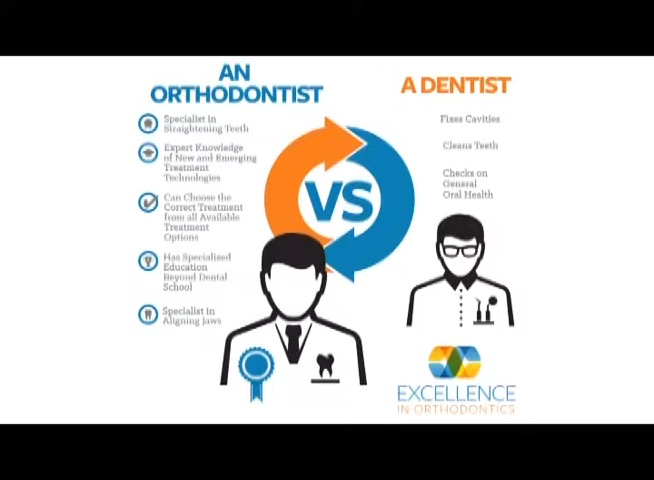 AN
ORTHODONTIST
Specialist in
Straightening Teeth
Expert Knowledge
of New and Emerging
Treatment
Technologies
Can Choose the
Correct Treatment
from all Available
Treatment
Options
Has Specialized
Education
Beyond Dental
School
Specialist in
Aligning Jaws
VS
A DENTIST
Fixes Cavities
Cleans Teeth
Checks on
General
Oral Health
EXCELLENCE
IN ORTHODONTICS